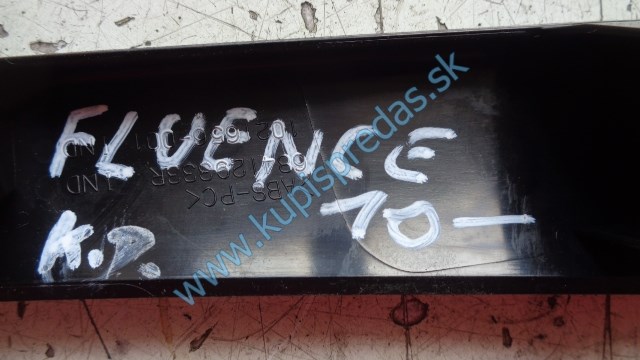 FLUENCE
K.D.
10-
>ABS-PC<
www.kupispredas.sk